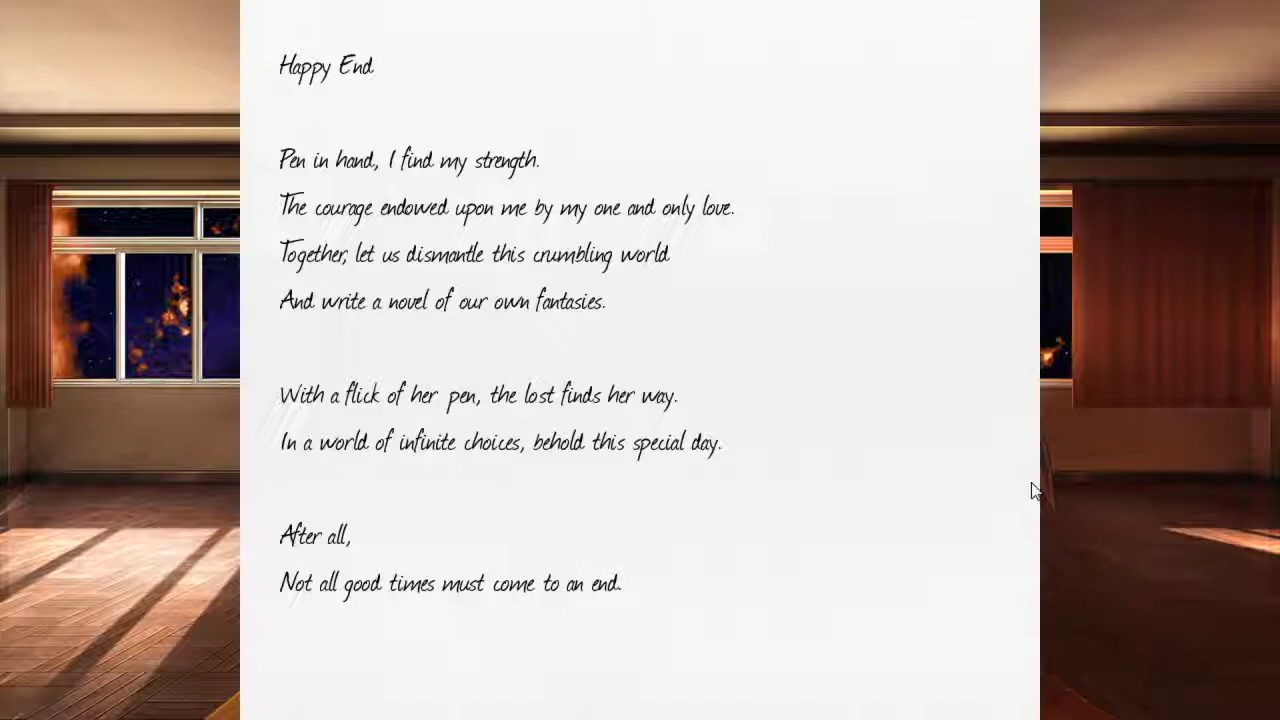 Happy End
Pen in hand, I find my strength.
The courage endowed upon me by my one and only love.
Together, let us dismantle this crumbling world
And write a novel of our own fantasies.
With a flick of her pen, the lost finds her way.
In a world of infinite choices, behold this special day.
After all,
Not all good times must come to an end.